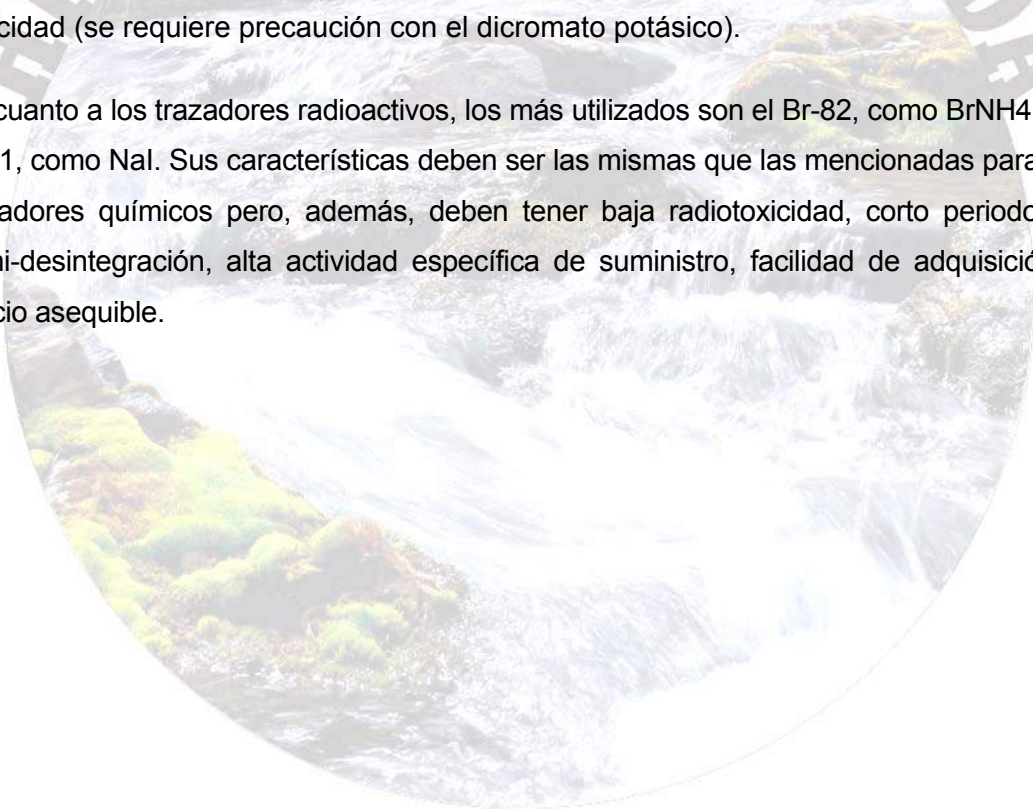 cidad (se requiere precaución con el dicromato potásico).
cuanto a los trazadores radioactivos, los más utilizados son el Br-82, como BrNH4
1, como NaI. Sus características deben ser las mismas que las mencionadas para
adores químicos pero, además, deben tener baja radiotoxicidad, corto periodo
i-desintegración, alta actividad específica de suministro, facilidad de adquisició
cio asequible.